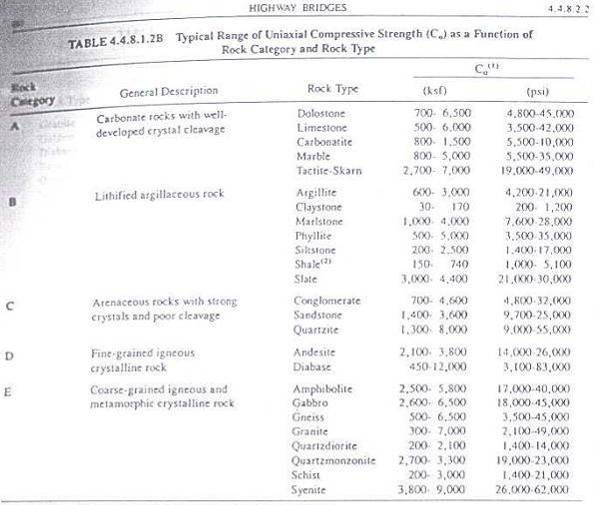 HIGHWAY BRIDGES 4.4.8.2.2
TABLE 4.4.8.1.2B Typical Range of Uniaxial Compressive Strength (Co) as a Function of
Rock Category and Rock Type
Co(1)
Rock
Category General Description Rock Type (ksf) (psi)
A Carbonate rocks with well- Dolostone 700- 6,500 4,800-45,000
developed crystal cleavage Limestone 500- 6,000 3,500-42,000
Carbonatite 800- 1,500 5,500-10,000
Marble 800- 5,000 5,500-35,000
Tactite-Skarn 2,700- 7,000 19,000-49,000
B Lithified argillaceous rock Argillite 600- 3,000 4,200-21,000
Claystone 30- 170 200- 1,200
Marlstone 1,000- 4,000 7,600-28,000
Phyllite 500- 5,000 3,500-35,000
Siltstone 200- 2,500 1,400-17,000
Shale(2) 150- 740 1,000- 5,100
Slate 3,000- 4,400 21,000-30,000
C Arenaceous rocks with strong Conglomerate 700- 4,600 4,800-32,000
crystals and poor cleavage Sandstone 1,400- 3,600 9,700-25,000
Quartzite 1,300- 8,000 9,000-55,000
D Fine-grained igneous Andesite 2,100- 3,800 14,000-26,000
crystalline rock Diabase 450-12,000 3,100-83,000
E Coarse-grained igneous and Amphibolite 2,500- 5,800 17,000-40,000
metamorphic crystalline rock Gabbro 2,600- 6,500 18,000-45,000
Gneiss 500- 6,500 3,500-45,000
Granite 300- 7,000 2,100-49,000
Quartzdiorite 200- 2,100 1,400-14,000
Quartzmonzonite 2,700- 3,300 19,000-23,000
Schist 200- 3,000 1,400-21,000
Syenite 3,800- 9,000 26,000-62,000